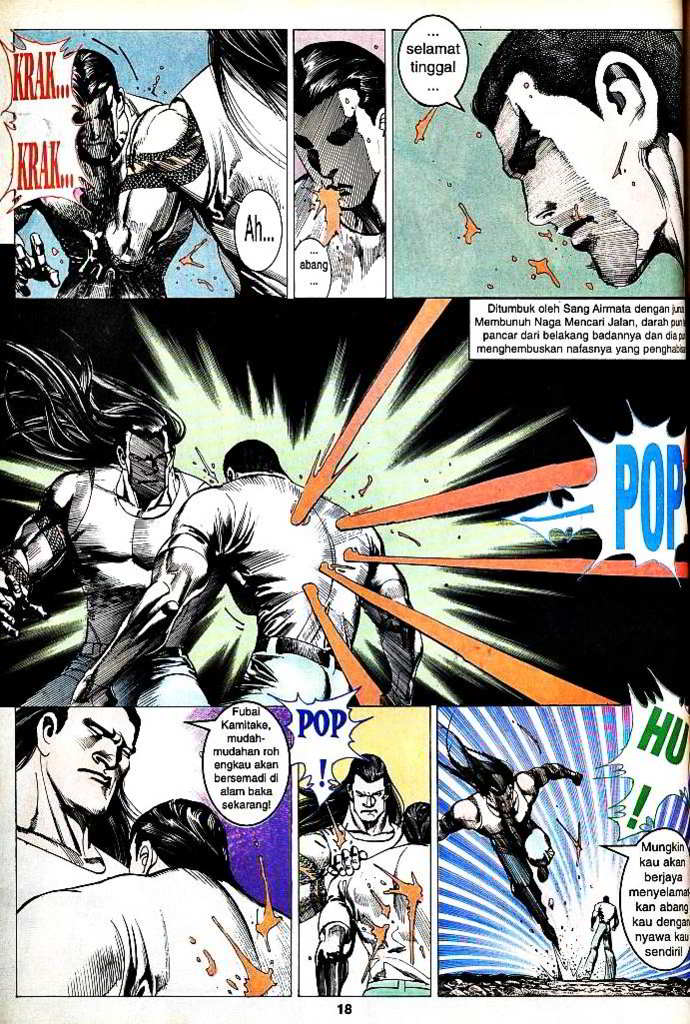 KRAK...
KRAK...
Ah...
...
abang
...
...
selamat
tinggal
...
Ditumbuk oleh Sang Airmata dengan
Membunuh Naga Mencari Jalan, darah pun
pancar dari belakang badannya dan dia
menghembuskan nafasnya yang
POP
Fubai
Kamitake,
mudah-
mudahan roh
engkau akan
bersemadi di
alam baka
sekarang!
POP
!
HU
!
Mungkin
kau akan
berjaya
menyelamat
kan abang
kau dengan
nyawa kau
sendiri!
18